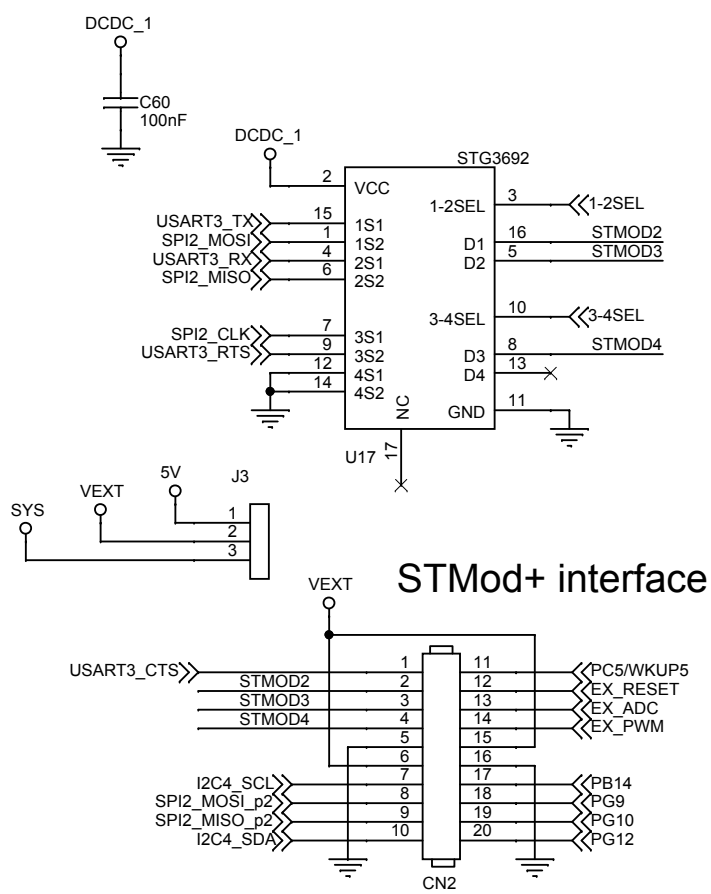 DCDC_1
C60
100nF
DCDC_1
STG3692
2
VCC
3
1-2SEL
1-2SEL
USART3_TX
15
1S1
SPI2_MOSI
1
1S2
16
D1
STMOD2
USART3_RX
4
2S1
5
D2
STMOD3
SPI2_MISO
6
2S2
10
3-4SEL
3-4SEL
SPI2_CLK
7
3S1
USART3_RTS
9
3S2
8
D3
STMOD4
12
4S1
13
D4
14
4S2
NC
GND
11
U17
17
5V
J3
VEXT
SYS
1
2
3
STMod+ interface
VEXT
USART3_CTS
1
11
PC5/WKUP5
STMOD2
2
12
EX_RESET
STMOD3
3
13
EX_ADC
STMOD4
4
14
EX_PWM
5
15
6
16
I2C4_SCL
7
17
PB14
SPI2_MOSI_p2
8
18
PG9
SPI2_MISO_p2
9
19
PG10
I2C4_SDA
10
20
PG12
CN2